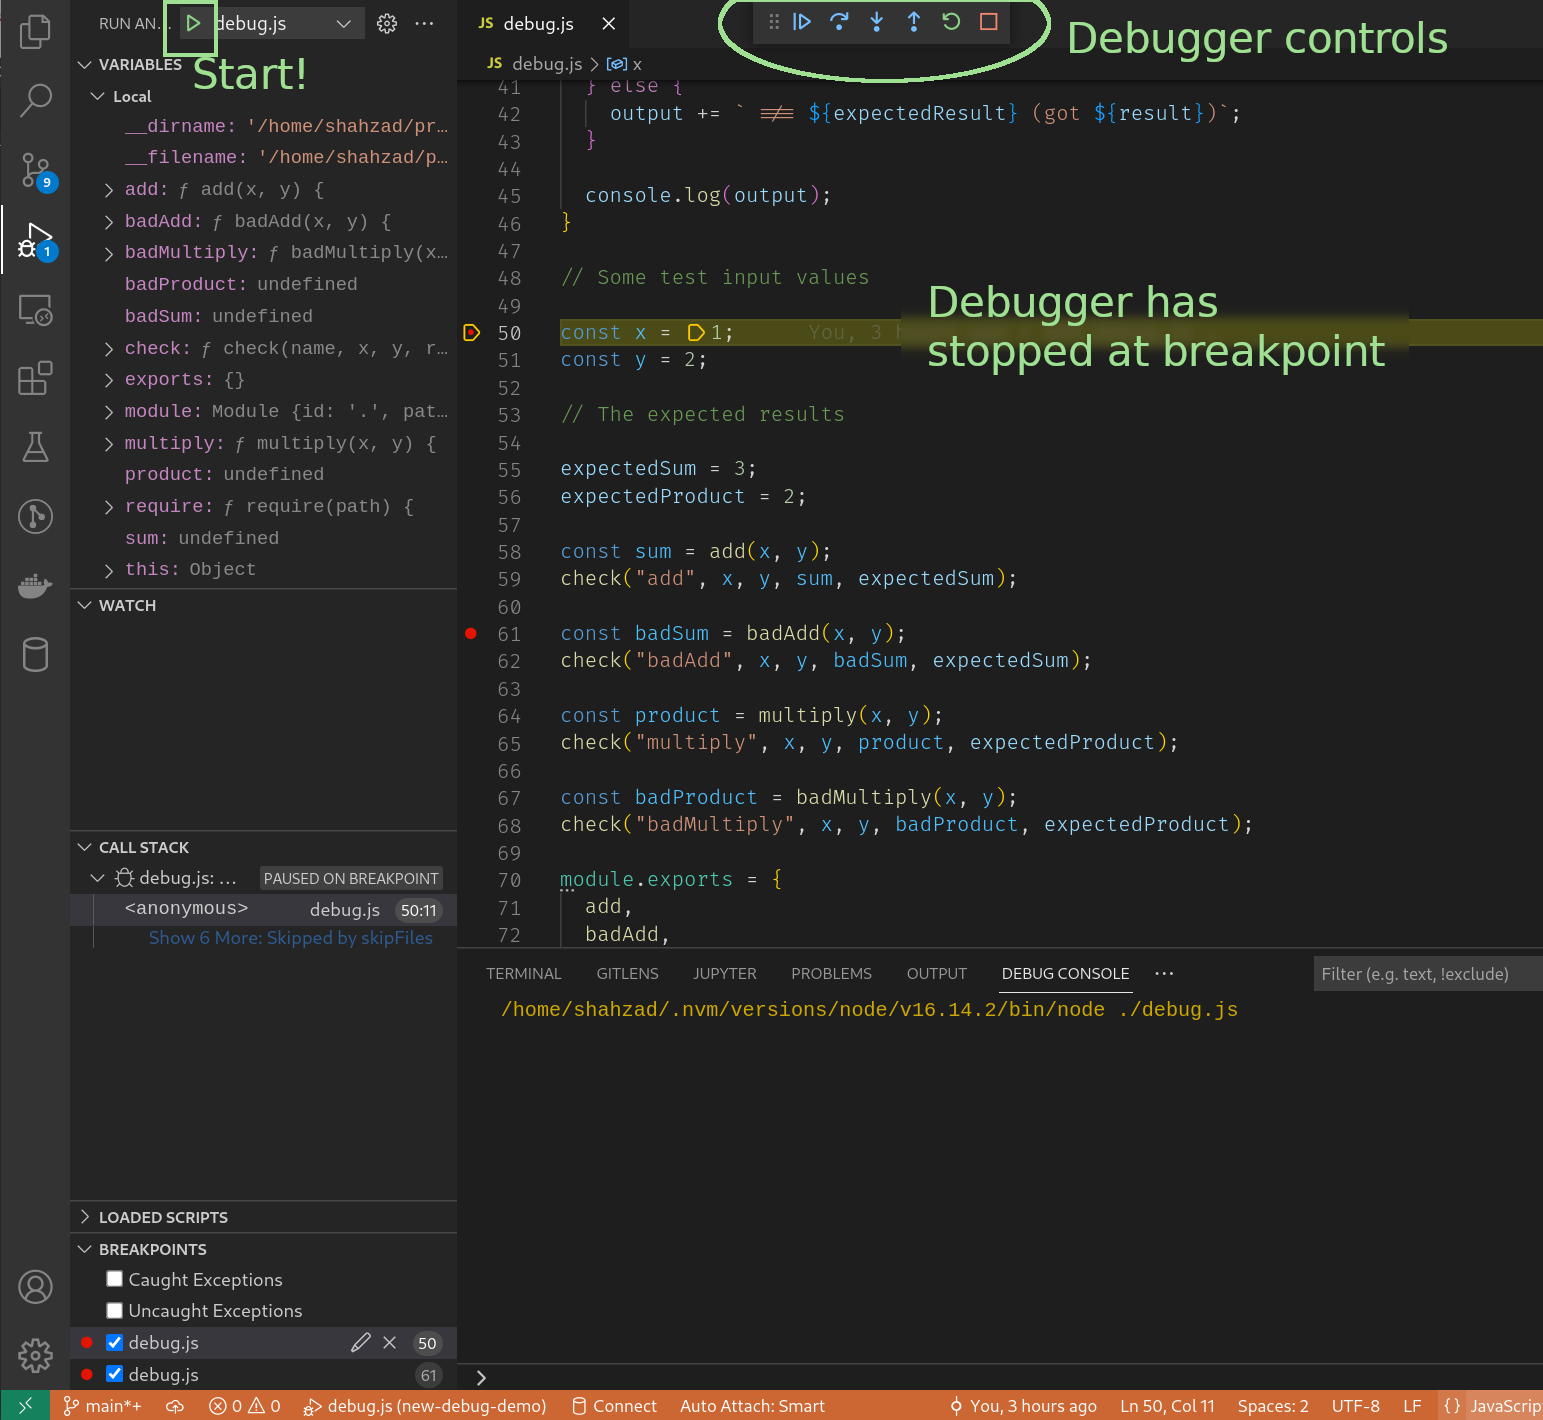 RUN AN... debug.js
Start!
VARIABLES
Local
__dirname: '/home/shahzad/pr…
__filename: '/home/shahzad/p…
add: ƒ add(x, y) {
badAdd: ƒ badAdd(x, y) {
badMultiply: ƒ badMultiply(x…
badProduct: undefined
badSum: undefined
check: ƒ check(name, x, y, r…
exports: {}
module: Module {id: '.', pat…
multiply: ƒ multiply(x, y) {
product: undefined
require: ƒ require(path) {
sum: undefined
this: Object
WATCH
CALL STACK
debug.js: ... PAUSED ON BREAKPOINT
<anonymous> debug.js 50:11
Show 6 More: Skipped by skipFiles
LOADED SCRIPTS
BREAKPOINTS
Caught Exceptions
Uncaught Exceptions
debug.js 50
debug.js 61
9
1
JS debug.js
Debugger controls
JS debug.js > x
41 } else {
42 output += ` !== ${expectedResult} (got ${result})`;
43 }
44
45 console.log(output);
46 }
47
48 // Some test input values
49
50 const x = 1; You, 3 h
51 const y = 2;
Debugger has
stopped at breakpoint
52
53 // The expected results
54
55 expectedSum = 3;
56 expectedProduct = 2;
57
58 const sum = add(x, y);
59 check("add", x, y, sum, expectedSum);
60
61 const badSum = badAdd(x, y);
62 check("badAdd", x, y, badSum, expectedSum);
63
64 const product = multiply(x, y);
65 check("multiply", x, y, product, expectedProduct);
66
67 const badProduct = badMultiply(x, y);
68 check("badMultiply", x, y, badProduct, expectedProduct);
69
70 module.exports = {
71 add,
72 badAdd,
TERMINAL GITLENS JUPYTER PROBLEMS OUTPUT DEBUG CONSOLE ··· Filter (e.g. text, !exclude)
/home/shahzad/.nvm/versions/node/v16.14.2/bin/node ./debug.js
main*+ 0 0 debug.js (new-debug-demo) Connect Auto Attach: Smart You, 3 hours ago Ln 50, Col 11 Spaces: 2 UTF-8 LF {} JavaScrip